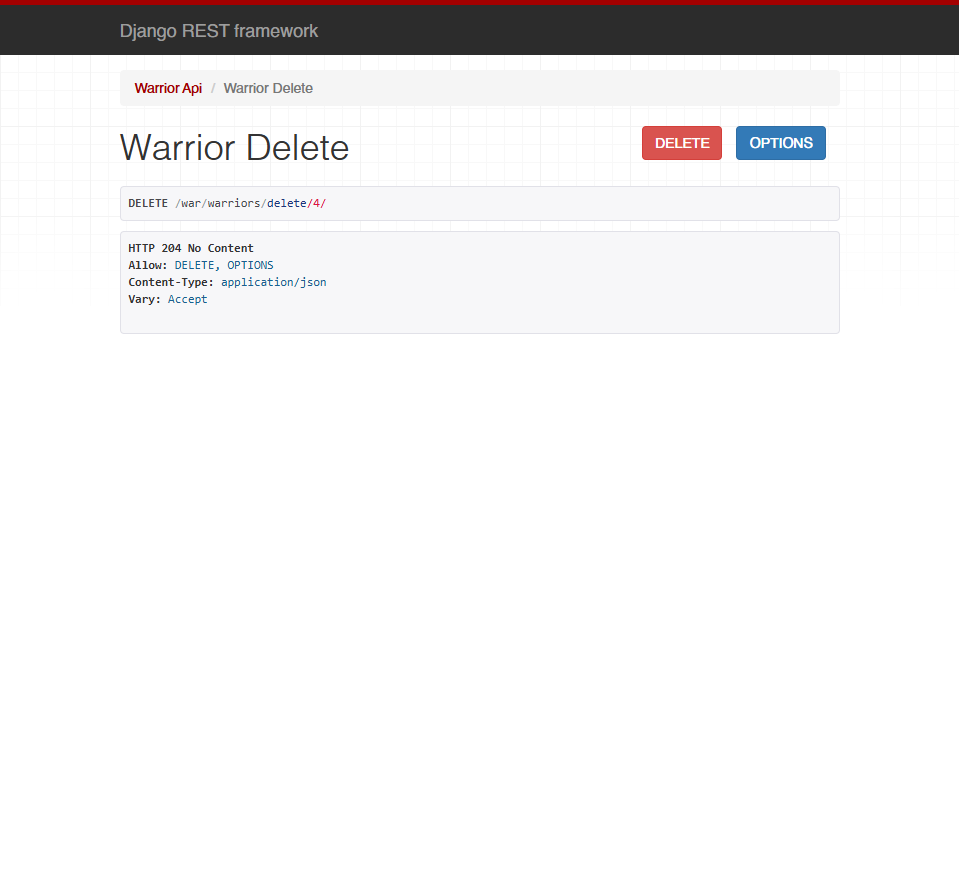 Django REST framework
Warrior Api / Warrior Delete
Warrior Delete
DELETE OPTIONS
DELETE /war/warriors/delete/4/
HTTP 204 No Content
Allow: DELETE, OPTIONS
Content-Type: application/json
Vary: Accept